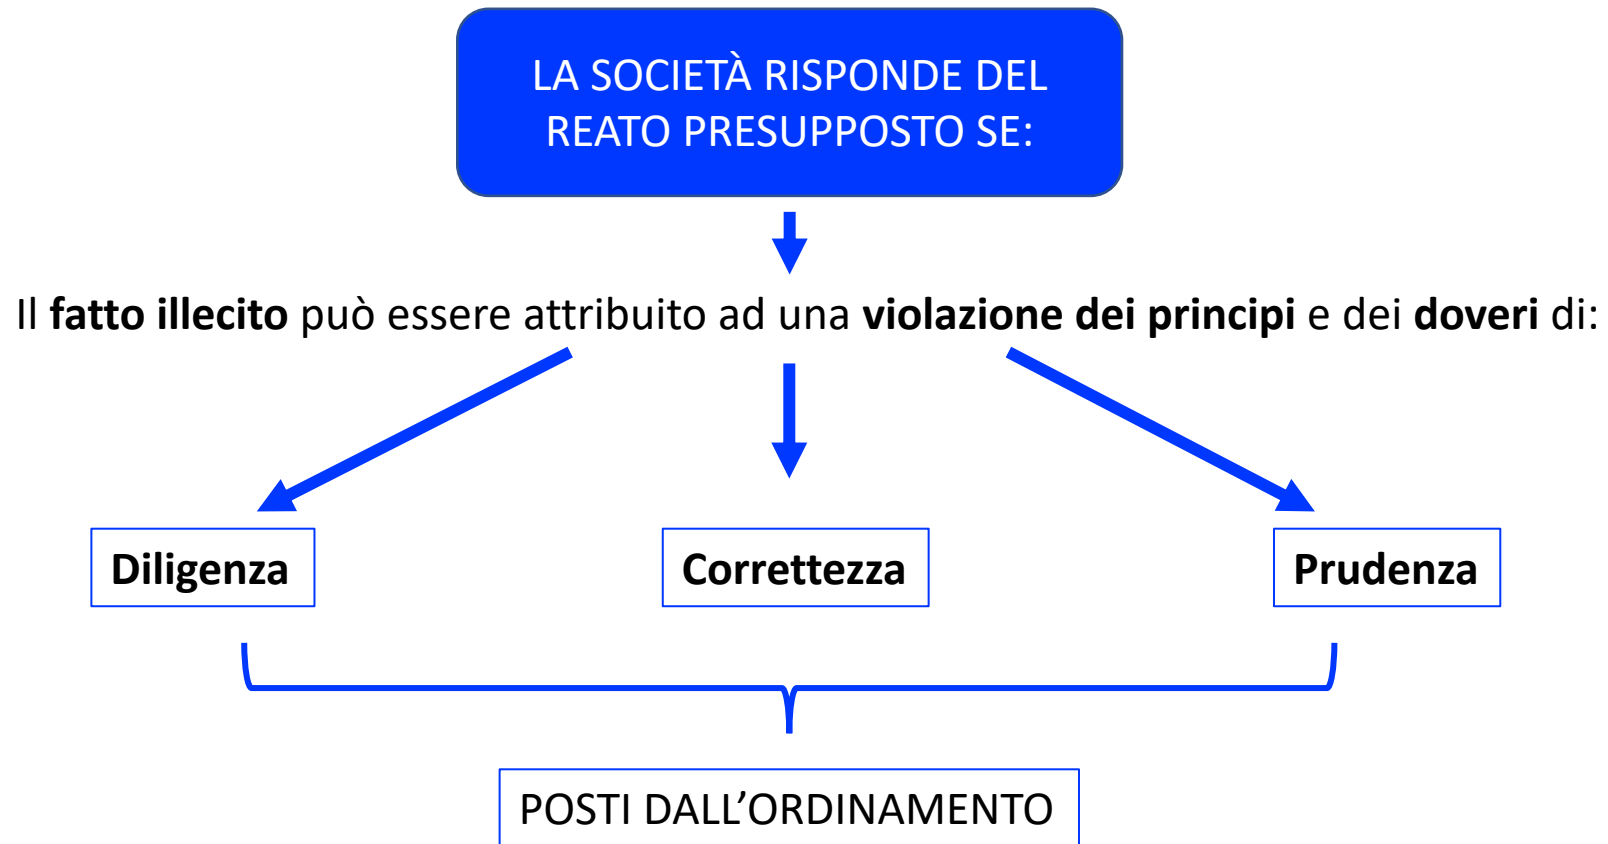 LA SOCIETÀ RISPONDE DEL
REATO PRESUPPOSTO SE:
Il fatto illecito può essere attribuito ad una violazione dei principi e dei doveri di:
Diligenza
Correttezza
Prudenza
POSTI DALL’ORDINAMENTO